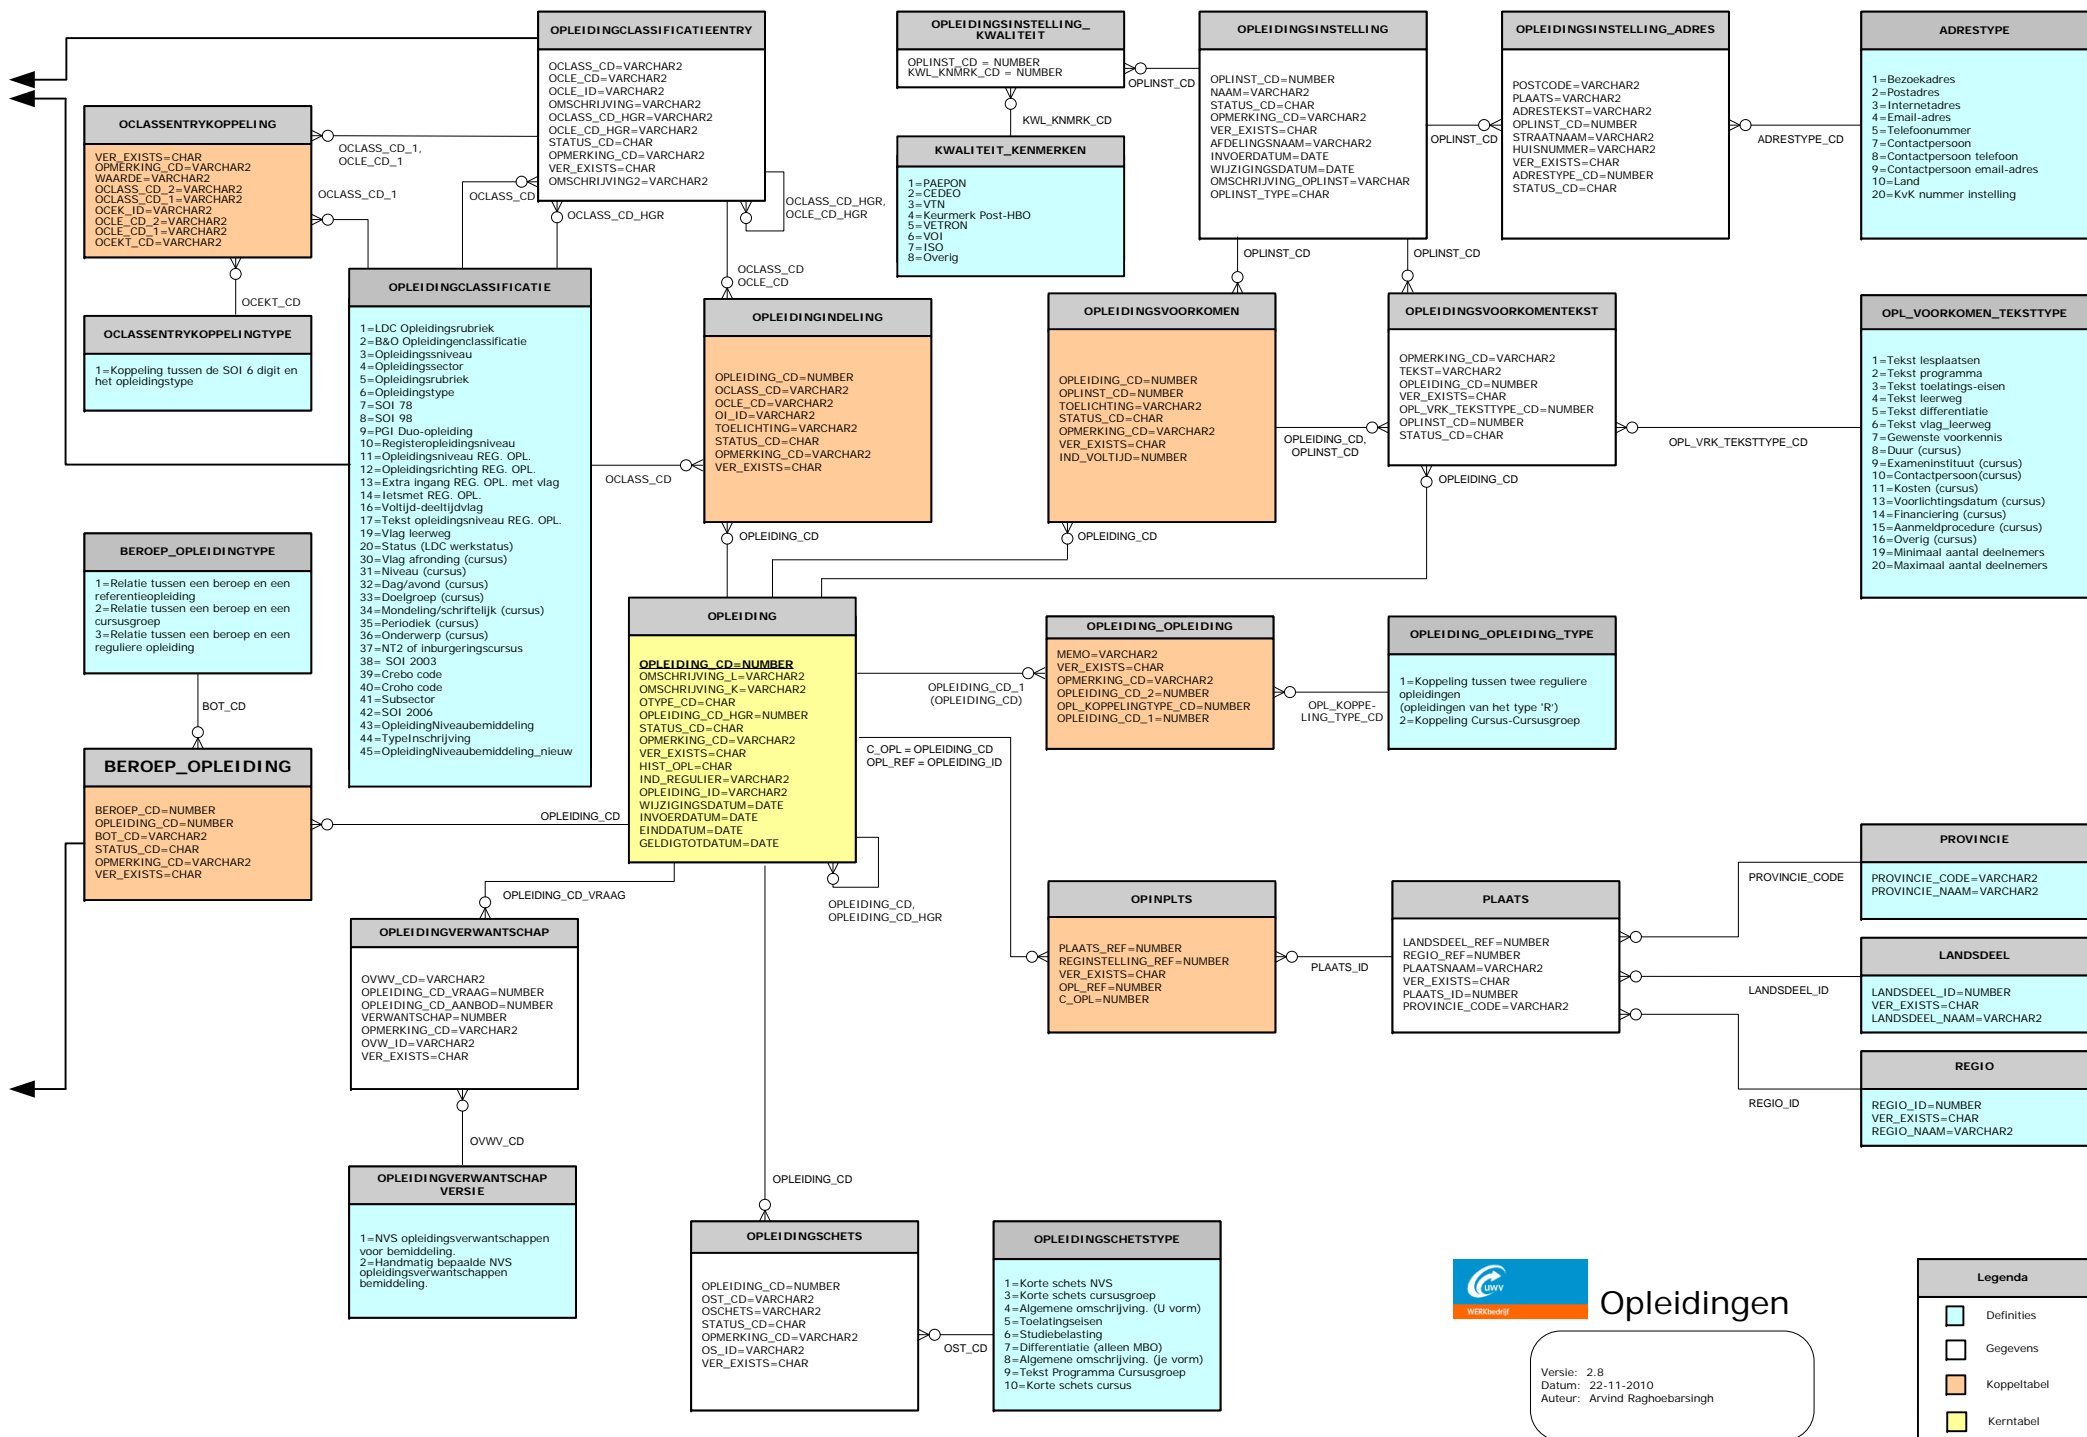 OPLEIDINGCLASSIFICATIEENTRY
OCLASS_CD=VARCHAR2
OCLE_CD=VARCHAR2
OCLE_ID=VARCHAR2
OMSCHRIJVING=VARCHAR2
OCLASS_CD_HGR=VARCHAR2
OCLE_CD_HGR=VARCHAR2
STATUS_CD=CHAR
OPMERKING_CD=VARCHAR2
VER_EXISTS=CHAR
OMSCHRIJVING2=VARCHAR2
OPLEIDINGSINSTELLING_
KWALITEIT
OPLINST_CD = NUMBER
KWL_KNMRK_CD = NUMBER
OPLINST_CD
OPLEIDINGSINSTELLING
OPLINST_CD=NUMBER
NAAM=VARCHAR2
STATUS_CD=CHAR
OPMERKING_CD=VARCHAR2
VER_EXISTS=CHAR
AFDELINGSNAAM=VARCHAR2
INVOERDATUM=DATE
WIJZIGINGSDATUM=DATE
OMSCHRIJVING_OPLINST=VARCHAR
OPLINST_TYPE=CHAR
OPLINST_CD
OPLEIDINGSINSTELLING_ADRES
POSTCODE=VARCHAR2
PLAATS=VARCHAR2
ADRESTEKST=VARCHAR2
OPLINST_CD=NUMBER
STRAATNAAM=VARCHAR2
HUISNUMMER=VARCHAR2
VER_EXISTS=CHAR
ADRESTYPE_CD=NUMBER
STATUS_CD=CHAR
ADRESTYPE_CD
ADRESTYPE
1=Bezoekadres
2=Postadres
3=Internetadres
4=Email-adres
5=Telefoonummer
7=Contactpersoon
8=Contactpersoon telefoon
9=Contactpersoon email-adres
10=Land
20=KvK nummer instelling
OCLASSENTRYKOPPELING
VER_EXISTS=CHAR
OPMERKING_CD=VARCHAR2
WAARDE=VARCHAR2
OCLASS_CD_2=VARCHAR2
OCLASS_CD_1=VARCHAR2
OCEK_ID=VARCHAR2
OCLE_CD_2=VARCHAR2
OCLE_CD_1=VARCHAR2
OCEKT_CD=VARCHAR2
OCLASS_CD_1,
OCLE_CD_1
OCLASS_CD_1
OCLASS_CD
OCLASS_CD_HGR
OCLASS_CD_HGR,
OCLE_CD_HGR
KWL_KNMRK_CD
KWALITEIT_KENMERKEN
1=PAEPON
2=CEDEO
3=VTN
4=Keurmerk Post-HBO
5=VETRON
6=VOI
7=ISO
8=Overig
OCLASS_CD
OCLE_CD
OPLINST_CD
OPLINST_CD
OCEKT_CD
OCLASSENTRYKOPPELINGTYPE
1=Koppeling tussen de SOI 6 digit en
het opleidingstype
OPLEIDINGCLASSIFICATIE
1=LDC Opleidingsrubriek
2=B&O Opleidingenclassificatie
3=Opleidingssniveau
4=Opleidingssector
5=Opleidingsrubriek
6=Opleidingstype
7=SOI 78
8=SOI 98
9=PGI Duo-opleiding
10=Registeropleidingsniveau
11=Opleidingsniveau REG. OPL.
12=Opleidingsrichting REG. OPL.
13=Extra ingang REG. OPL. met vlag
14=Ietsmet REG. OPL.
16=Voltijd-deeltijdvlag
17=Tekst opleidingsniveau REG. OPL.
19=Vlag leerweg
20=Status (LDC werkstatus)
30=Vlag afronding (cursus)
31=Niveau (cursus)
32=Dag/avond (cursus)
33=Doelgroep (cursus)
34=Mondeling/schriftelijk (cursus)
35=Periodiek (cursus)
36=Onderwerp (cursus)
37=NT2 of inburgeringscursus
38= SOI 2003
39=Crebo code
40=Croho code
41=Subsector
42=SOI 2006
43=OpleidingNiveaubemiddeling
44=TypeInschrijving
45=OpleidingNiveaubemiddeling_nieuw
OCLASS_CD
OPLEIDINGINDELING
OPLEIDING_CD=NUMBER
OCLASS_CD=VARCHAR2
OCLE_CD=VARCHAR2
OI_ID=VARCHAR2
TOELICHTING=VARCHAR2
STATUS_CD=CHAR
OPMERKING_CD=VARCHAR2
VER_EXISTS=CHAR
OPLEIDING_CD
OPLEIDINGSVOORKOMEN
OPLEIDING_CD=NUMBER
OPLINST_CD=NUMBER
TOELICHTING=VARCHAR2
STATUS_CD=CHAR
OPMERKING_CD=VARCHAR2
VER_EXISTS=CHAR
IND_VOLTIJD=NUMBER
OPLEIDING_CD
OPLEIDING_CD,
OPLINST_CD
OPLEIDINGSVOORKOMENTEKST
OPMERKING_CD=VARCHAR2
TEKST=VARCHAR2
OPLEIDING_CD=NUMBER
VER_EXISTS=CHAR
OPL_VRK_TEKSTTYPE_CD=NUMBER
OPLINST_CD=NUMBER
STATUS_CD=CHAR
OPLEIDING_CD
OPL_VRK_TEKSTTYPE_CD
OPL_VOORKOMEN_TEKSTTYPE
1=Tekst lesplaatsen
2=Tekst programma
3=Tekst toelatings-eisen
4=Tekst leerweg
5=Tekst differentiatie
6=Tekst vlag_leerweg
7=Gewenste voorkennis
8=Duur (cursus)
9=Exameninstituut (cursus)
10=Contactpersoon(cursus)
11=Kosten (cursus)
13=Voorlichtingsdatum (cursus)
14=Financiering (cursus)
15=Aanmeldprocedure (cursus)
16=Overig (cursus)
19=Minimaal aantal deelnemers
20=Maximaal aantal deelnemers
BEROEP_OPLEIDINGTYPE
1=Relatie tussen een beroep en een
referentieopleiding
2=Relatie tussen een beroep en een
cursusgroep
3=Relatie tussen een beroep en een
reguliere opleiding
BOT_CD
BEROEP_OPLEIDING
BEROEP_CD=NUMBER
OPLEIDING_CD=NUMBER
BOT_CD=VARCHAR2
STATUS_CD=CHAR
OPMERKING_CD=VARCHAR2
VER_EXISTS=CHAR
OPLEIDING_CD
OPLEIDING
OPLEIDING_CD=NUMBER
OMSCHRIJVING_L=VARCHAR2
OMSCHRIJVING_K=VARCHAR2
OTYPE_CD=CHAR
OPLEIDING_CD_HGR=NUMBER
STATUS_CD=CHAR
OPMERKING_CD=VARCHAR2
VER_EXISTS=CHAR
HIST_OPL=CHAR
IND_REGULIER=VARCHAR2
OPLEIDING_ID=VARCHAR2
WIJZIGINGSDATUM=DATE
INVOERDATUM=DATE
EINDDATUM=DATE
GELDIGTOTDATUM=DATE
OPLEIDING_CD_1
(OPLEIDING_CD)
OPLEIDING_OPLEIDING
MEMO=VARCHAR2
VER_EXISTS=CHAR
OPMERKING_CD=VARCHAR2
OPLEIDING_CD_2=NUMBER
OPL_KOPPELINGTYPE_CD=NUMBER
OPLEIDING_CD_1=NUMBER
OPL_KOPPE-
LING_TYPE_CD
OPLEIDING_OPLEIDING_TYPE
1=Koppeling tussen twee reguliere
opleidingen
(opleidingen van het type 'R')
2=Koppeling Cursus-Cursusgroep
C_OPL = OPLEIDING_CD
OPL_REF = OPLEIDING_ID
OPLEIDING_CD_VRAAG
OPLEIDING_CD,
OPLEIDING_CD_HGR
OPINPLTS
PLAATS_REF=NUMBER
REGINSTELLING_REF=NUMBER
VER_EXISTS=CHAR
OPL_REF=NUMBER
C_OPL=NUMBER
PLAATS_ID
PLAATS
LANDSDEEL_REF=NUMBER
REGIO_REF=NUMBER
PLAATSNAAM=VARCHAR2
VER_EXISTS=CHAR
PLAATS_ID=NUMBER
PROVINCIE_CODE=VARCHAR2
PROVINCIE_CODE
PROVINCIE
PROVINCIE_CODE=VARCHAR2
PROVINCIE_NAAM=VARCHAR2
LANDSDEEL_ID
LANDSDEEL
LANDSDEEL_ID=NUMBER
VER_EXISTS=CHAR
LANDSDEEL_NAAM=VARCHAR2
REGIO_ID
REGIO
REGIO_ID=NUMBER
VER_EXISTS=CHAR
REGIO_NAAM=VARCHAR2
OPLEIDINGVERWANTSCHAP
OVWV_CD=VARCHAR2
OPLEIDING_CD_VRAAG=NUMBER
OPLEIDING_CD_AANBOD=NUMBER
VERWANTSCHAP=NUMBER
OPMERKING_CD=VARCHAR2
OVW_ID=VARCHAR2
VER_EXISTS=CHAR
OVWV_CD
OPLEIDINGVERWANTSCHAP
VERSIE
1=NVS opleidingsverwantschappen
voor bemiddeling.
2=Handmatig bepaalde NVS
opleidingsverwantschappen
bemiddeling.
OPLEIDING_CD
OPLEIDINGSCHETS
OPLEIDING_CD=NUMBER
OST_CD=VARCHAR2
OSCHETS=VARCHAR2
STATUS_CD=CHAR
OPMERKING_CD=VARCHAR2
OS_ID=VARCHAR2
VER_EXISTS=CHAR
OST_CD
OPLEIDINGSCHETSTYPE
1=Korte schets NVS
3=Korte schets cursusgroep
4=Algemene omschrijving. (U vorm)
5=Toelatingseisen
6=Studiebelasting
7=Differentiatie (alleen MBO)
8=Algemene omschrijving. (je vorm)
9=Tekst Programma Cursusgroep
10=Korte schets cursus
UWV
WERKbedrijf
Opleidingen
Versie: 2.8
Datum: 22-11-2010
Auteur: Arvind Raghoebarsingh
Legenda
Definities
Gegevens
Koppeltabel
Kerntabel